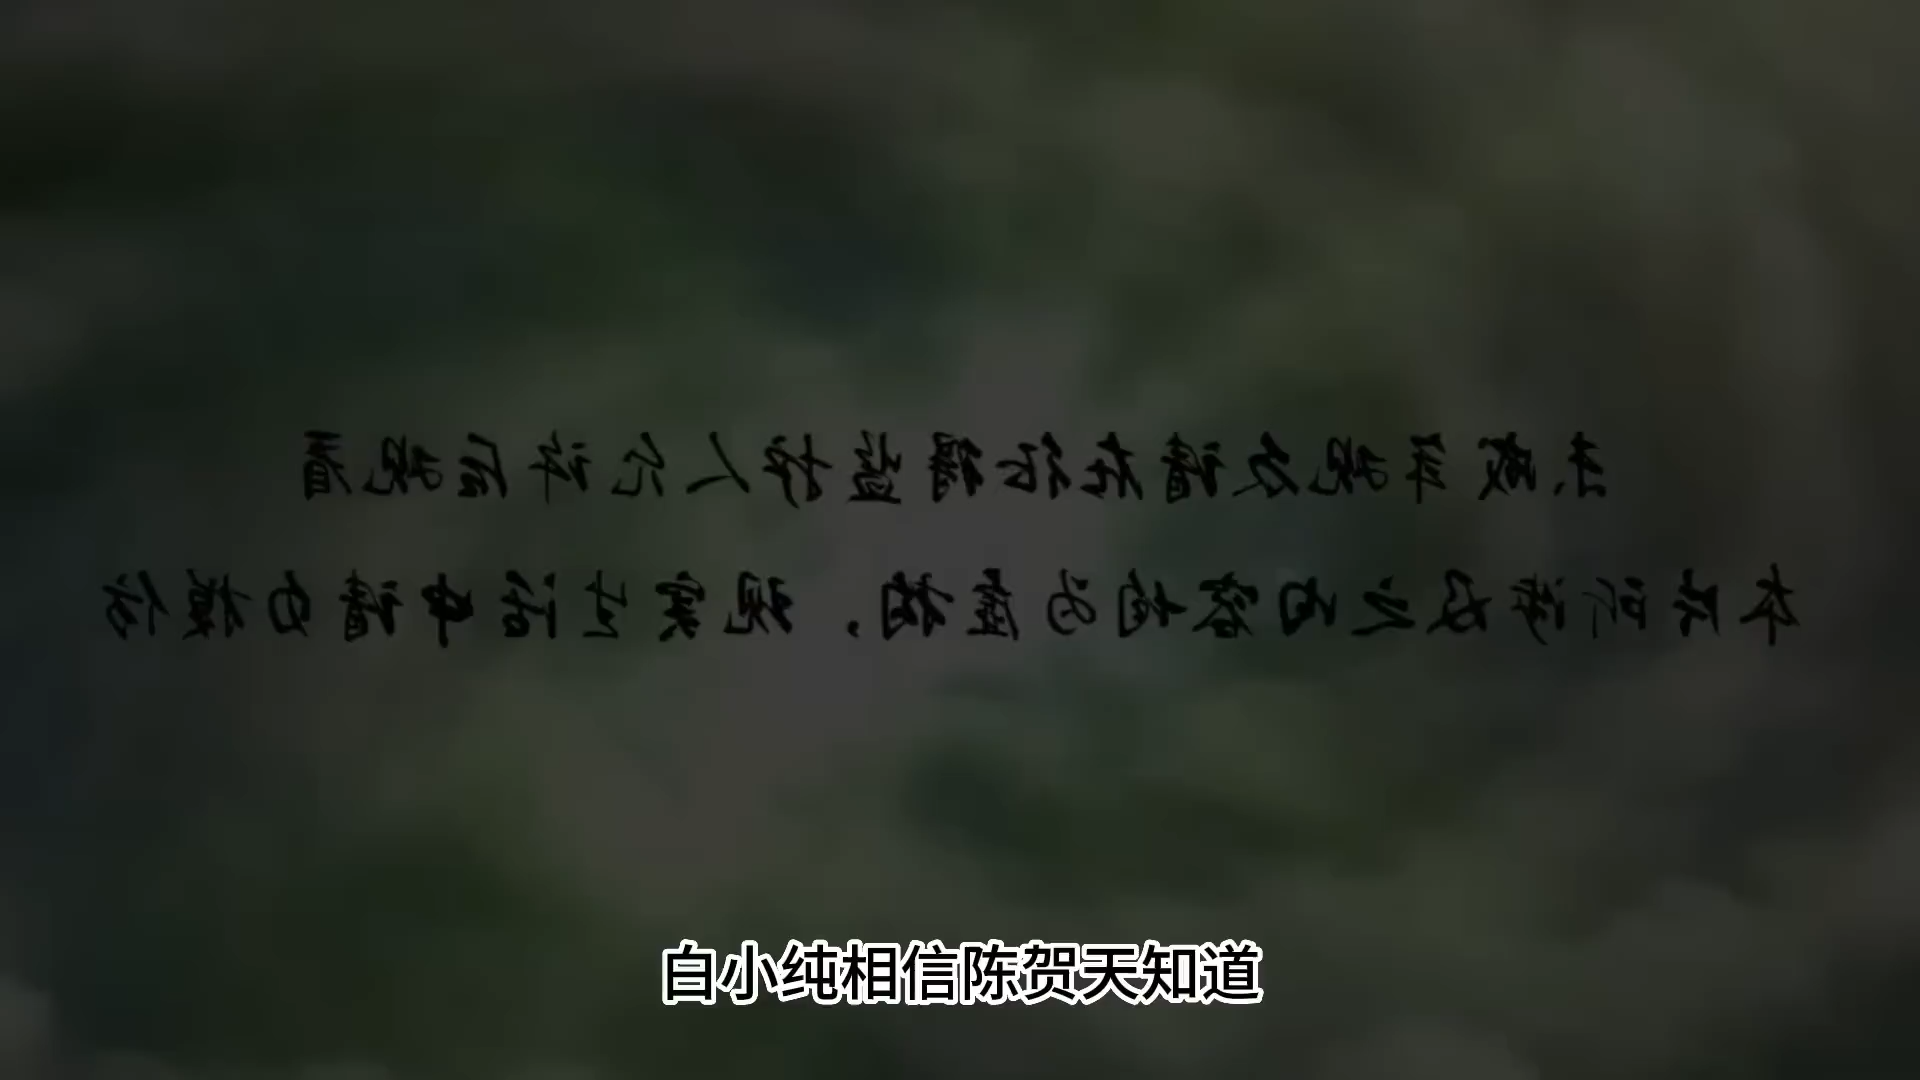 未成年观众请在征得监护人允许后观看
本片所涉及之内容均为虚构，现实生活中请勿模仿
白小纯相信陈贺天知道